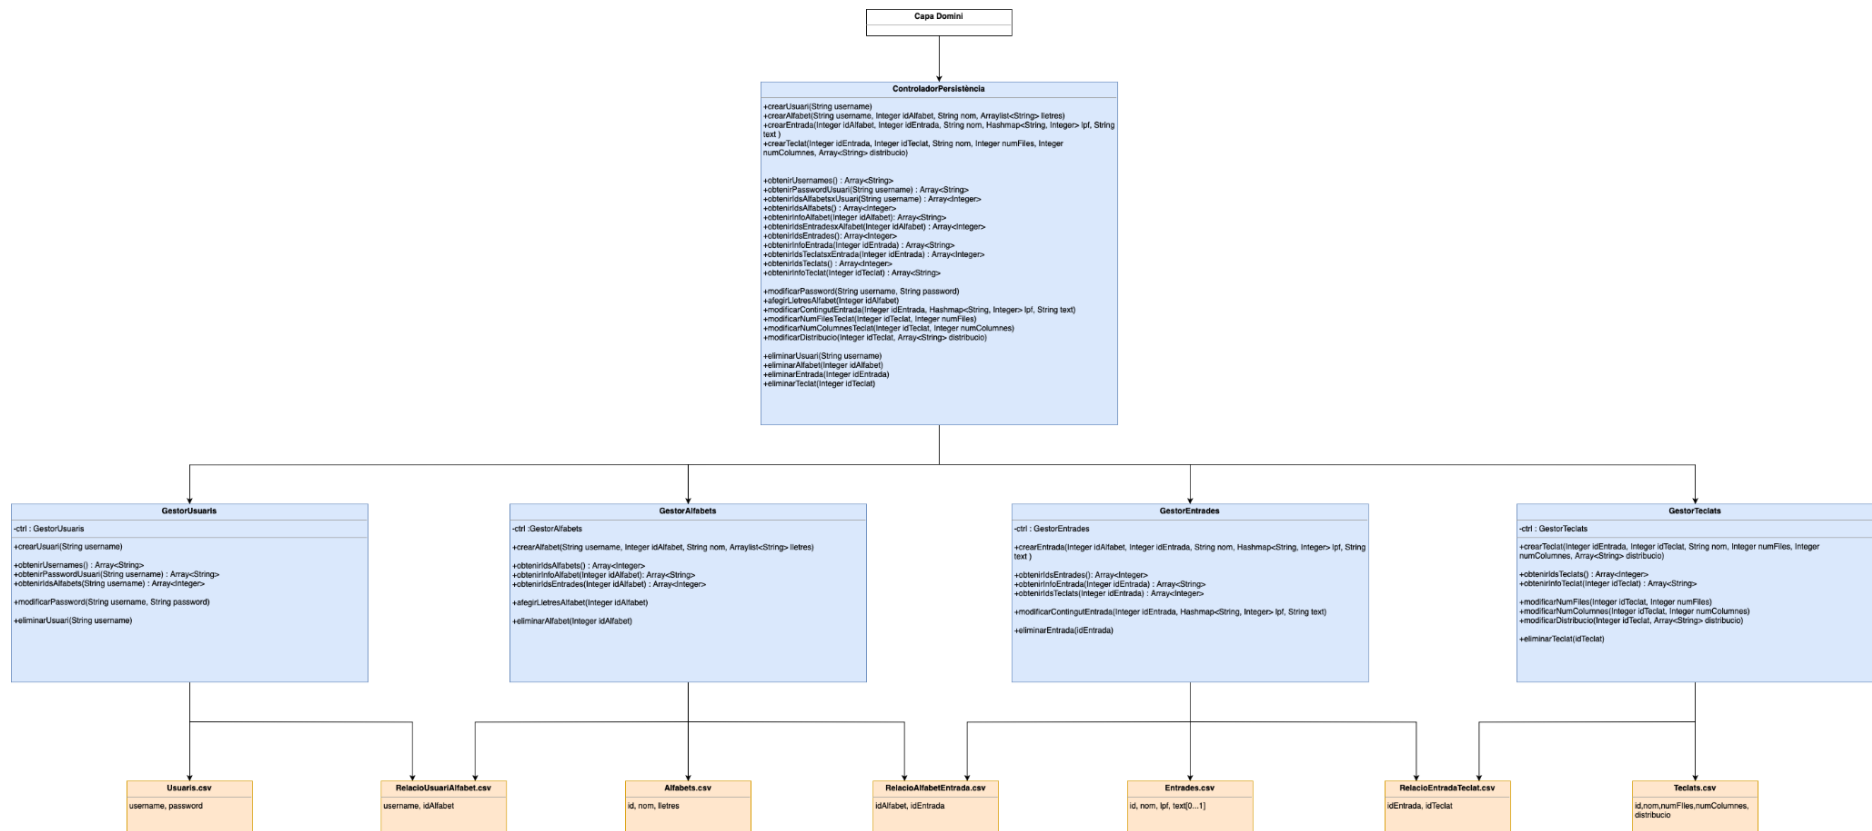 Capa Domini
ControladorPersistència
+crearUsuari(String username)
+crearAlfabet(String username, Integer idAlfabet, String nom, Arraylist<String> lletres)
+crearEntrada(Integer idAlfabet, Integer idEntrada, String nom, Hashmap<String, Integer> lpf, String
text )
+crearTeclat(Integer idEntrada, Integer idTeclat, String nom, Integer numFiles, Integer
numColumnes, Array<String> distribucio)
+obtenirUsernames() : Array<String>
+obtenirPasswordUsuari(String username) : Array<String>
+obtenirIdsAlfabetsxUsuari(String username) : Array<Integer>
+obtenirIdsAlfabets() : Array<Integer>
+obtenirInfoAlfabet(Integer idAlfabet): Array<String>
+obtenirIdsEntradesxAlfabet(Integer idAlfabet) : Array<Integer>
+obtenirIdsEntrades(): Array<Integer>
+obtenirInfoEntrada(Integer idEntrada) : Array<String>
+obtenirIdsTeclatsxEntrada(Integer idEntrada) : Array<Integer>
+obtenirIdsTeclats() : Array<Integer>
+obtenirInfoTeclat(Integer idTeclat) : Array<String>
+modificarPassword(String username, String password)
+afegirLletresAlfabet(Integer idAlfabet)
+modificarContingutEntrada(Integer idEntrada, Hashmap<String, Integer> lpf, String text)
+modificarNumFilesTeclat(Integer idTeclat, Integer numFiles)
+modificarNumColumnesTeclat(Integer idTeclat, Integer numColumnes)
+modificarDistribucio(Integer idTeclat, Array<String> distribucio)
+eliminarUsuari(String username)
+eliminarAlfabet(Integer idAlfabet)
+eliminarEntrada(Integer idEntrada)
+eliminarTeclat(Integer idTeclat)
GestorUsuaris
-ctrl : GestorUsuaris
+crearUsuari(String username)
+obtenirUsernames() : Array<String>
+obtenirPasswordUsuari(String username) : Array<String>
+obtenirIdsAlfabets(String username) : Array<Integer>
+modificarPassword(String username, String password)
+eliminarUsuari(String username)
GestorAlfabets
-ctrl :GestorAlfabets
+crearAlfabet(String username, Integer idAlfabet, String nom, Arraylist<String> lletres)
+obtenirIdsAlfabets() : Array<Integer>
+obtenirInfoAlfabet(Integer idAlfabet): Array<String>
+obtenirIdsEntrades(Integer idAlfabet) : Array<Integer>
+afegirLletresAlfabet(Integer idAlfabet)
+eliminarAlfabet(Integer idAlfabet)
GestorEntrades
-ctrl : GestorEntrades
+crearEntrada(Integer idAlfabet, Integer idEntrada, String nom, Hashmap<String, Integer> lpf, String
text )
+obtenirIdsEntrades(): Array<Integer>
+obtenirInfoEntrada(Integer idEntrada) : Array<String>
+obtenirIdsTeclats(Integer idEntrada) : Array<Integer>
+modificarContingutEntrada(Integer idEntrada, Hashmap<String, Integer> lpf, String text)
+eliminarEntrada(idEntrada)
GestorTeclats
-ctrl : GestorTeclats
+crearTeclat(Integer idEntrada, Integer idTeclat, String nom, Integer numFiles, Integer
numColumnes, Array<String> distribucio)
+obtenirIdsTeclats() : Array<Integer>
+obtenirInfoTeclat(Integer idTeclat) : Array<String>
+modificarNumFiles(Integer idTeclat, Integer numFiles)
+modificarNumColumnes(Integer idTeclat, Integer numColumnes)
+modificarDistribucio(Integer idTeclat, Array<String> distribucio)
+eliminarTeclat(idTeclat)
Usuaris.csv
username, password
RelacioUsuariAlfabet.csv
username, idAlfabet
Alfabets.csv
id, nom, lletres
RelacioAlfabetEntrada.csv
idAlfabet, idEntrada
Entrades.csv
id, nom, lpf, text[0...1]
RelacioEntradaTeclat.csv
idEntrada, idTeclat
Teclats.csv
id,nom,numFiles,numColumnes,
distribucio